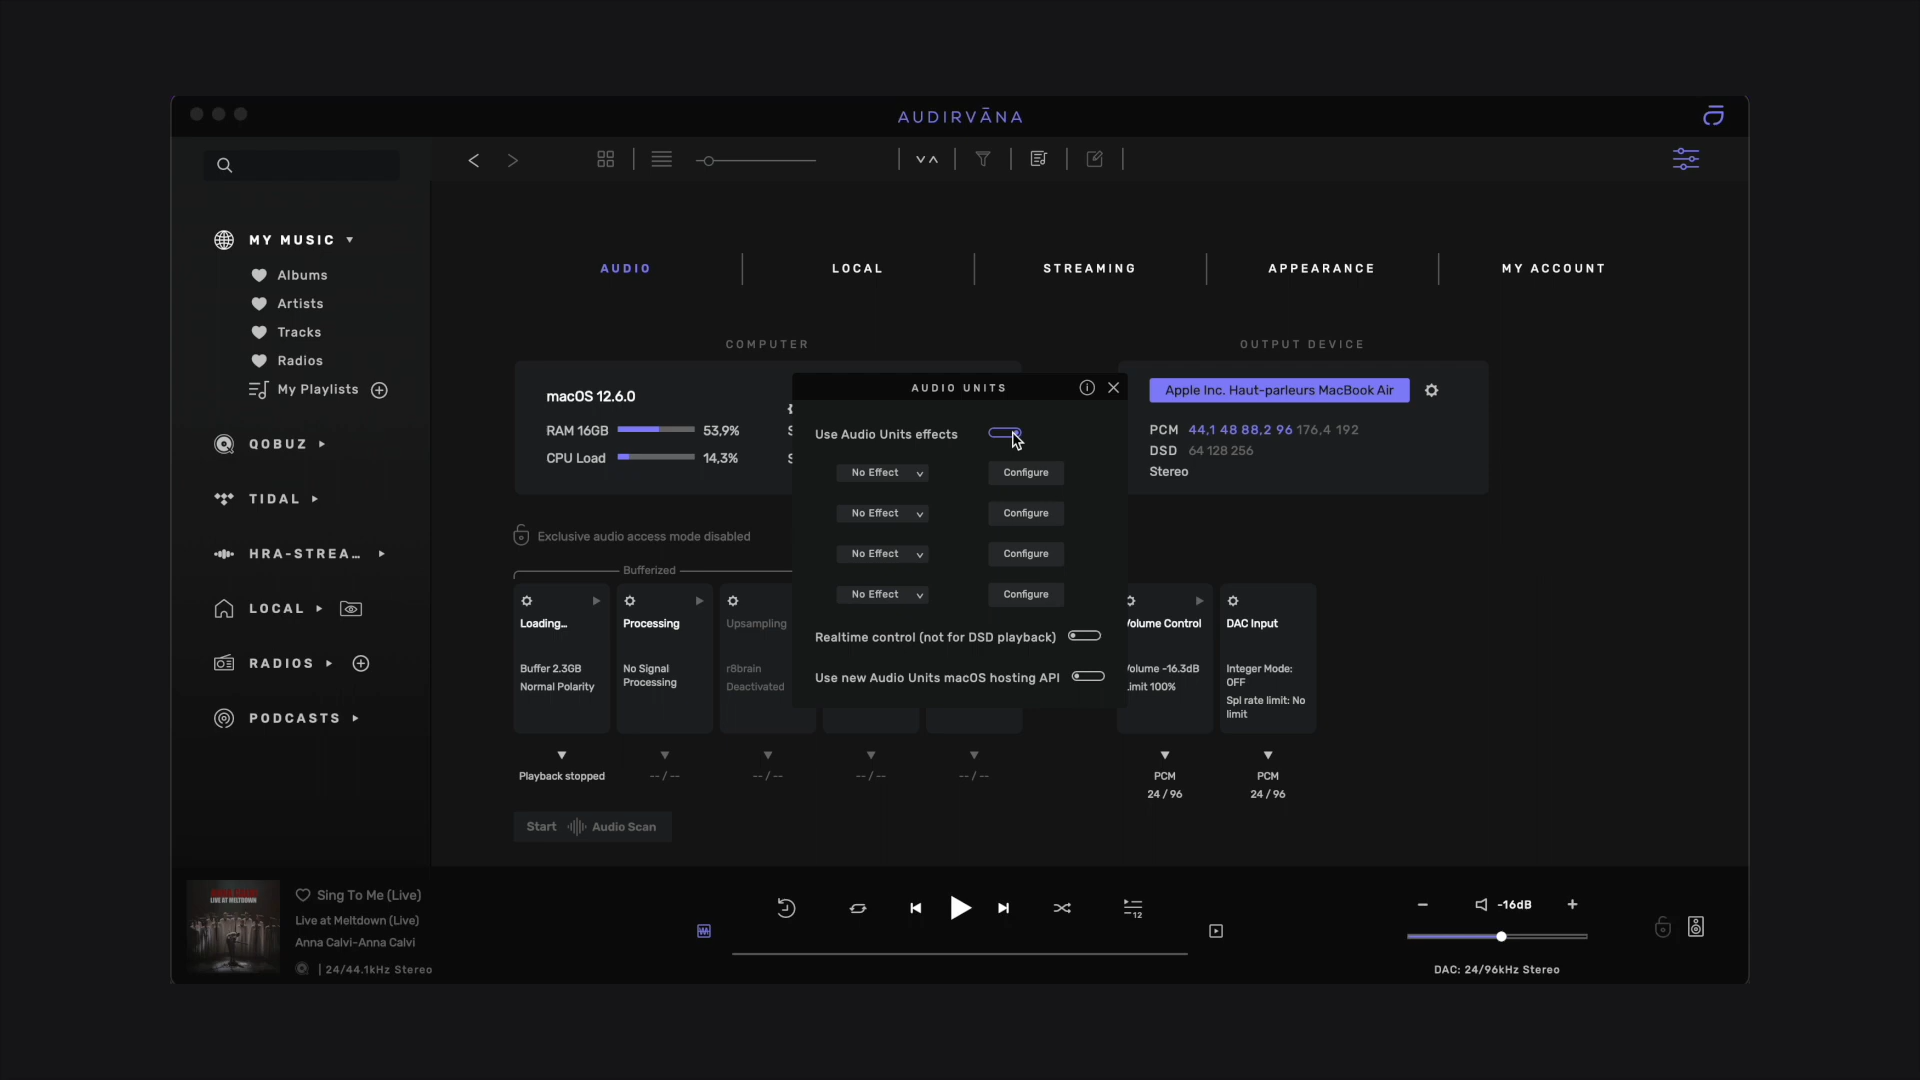 AUDIRVĀNA
MY MUSIC
Albums
Artists
Tracks
Radios
My Playlists
QOBUZ
TIDAL
HRA-STREA...
LOCAL
RADIOS
PODCASTS
AUDIO
LOCAL
STREAMING
APPEARANCE
MY ACCOUNT
COMPUTER
macOS 12.6.0
RAM 16GB 53,9%
CPU Load 14,3%
OUTPUT DEVICE
Apple Inc. Haut-parleurs MacBook Air
PCM 44,1 48 88,2 96 176,4 192
DSD 64 128 256
Stereo
AUDIO UNITS
Use Audio Units effects
No Effect Configure
No Effect Configure
No Effect Configure
No Effect Configure
Realtime control (not for DSD playback)
Use new Audio Units macOS hosting API
Exclusive audio access mode disabled
Bufferized
Loading...
Buffer 2.3GB
Normal Polarity
Playback stopped
Processing
No Signal
Processing
-- / --
Upsampling
r8brain
Deactivated
-- / --
-- / --
-- / --
Volume Control
Volume -16.3dB
Limit 100%
PCM
24 / 96
DAC Input
Integer Mode:
OFF
Spl rate limit: No
limit
PCM
24 / 96
Start Audio Scan
LIVE AT MELTDOWN
Sing To Me (Live)
Live at Meltdown (Live)
Anna Calvi-Anna Calvi
| 24/44.1kHz Stereo
12
-16dB
DAC: 24/96kHz Stereo